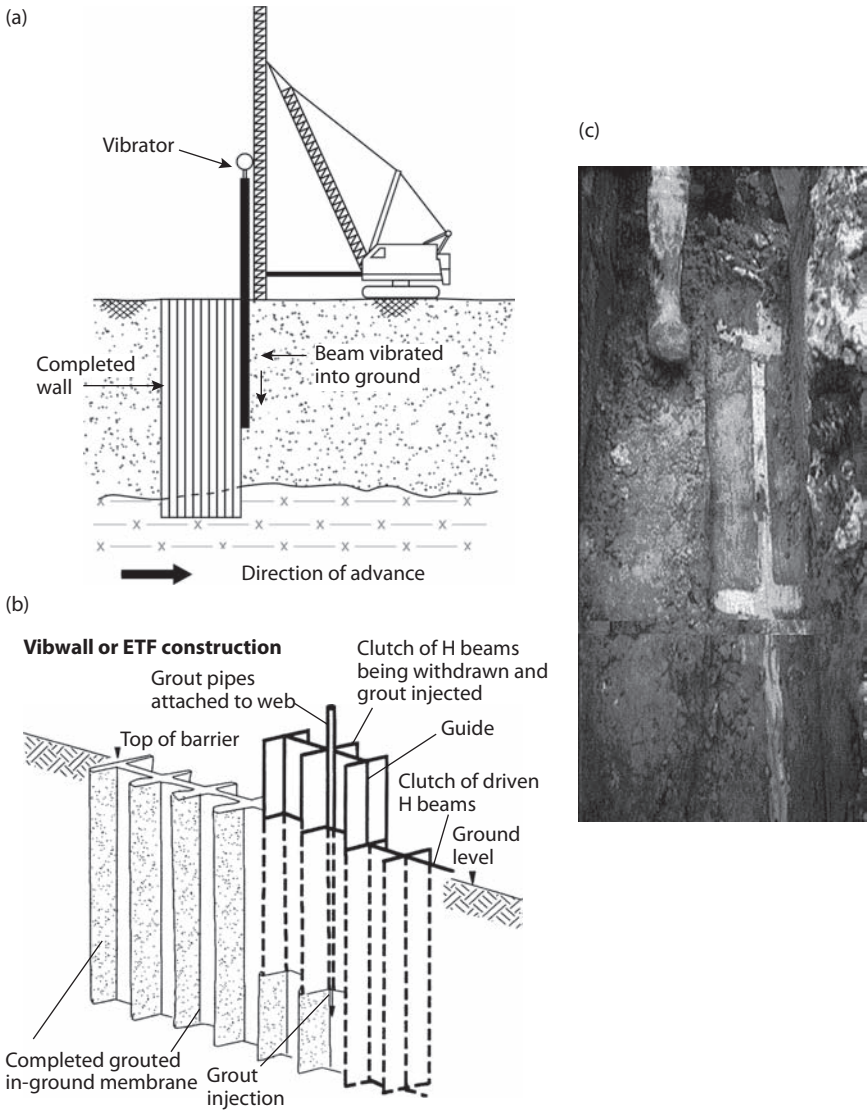 (a)
Vibrator
Completed
wall
Beam vibrated
into ground
Direction of advance
(b)
Vibwall or ETF construction
Grout pipes
attached to web
Clutch of H beams
being withdrawn and
grout injected
Guide
Top of barrier
Clutch of driven
H beams
Ground
level
Completed grouted
in-ground membrane
Grout
injection
(c)